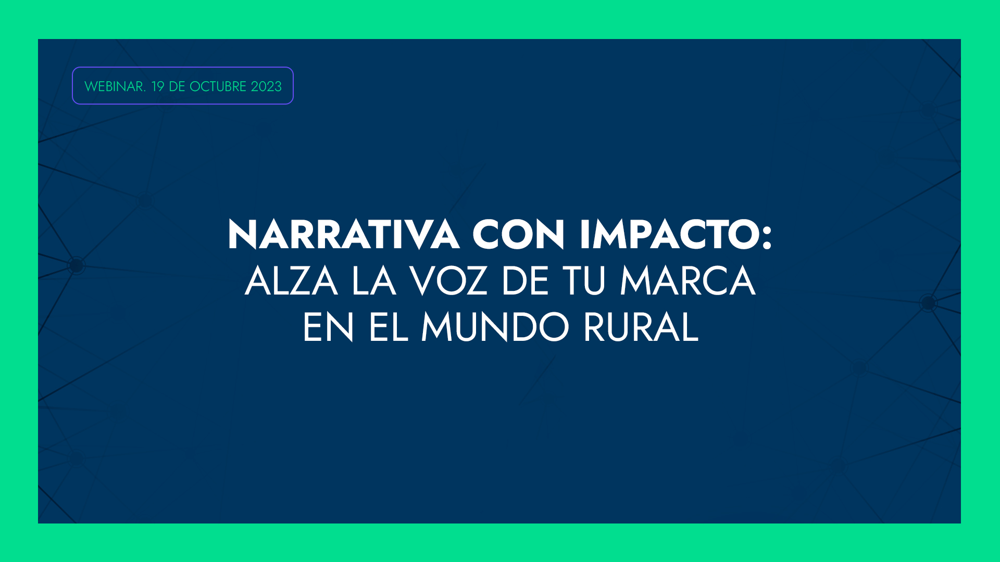 WEBINAR. 19 DE OCTUBRE 2023
NARRATIVA CON IMPACTO:
ALZA LA VOZ DE TU MARCA
EN EL MUNDO RURAL